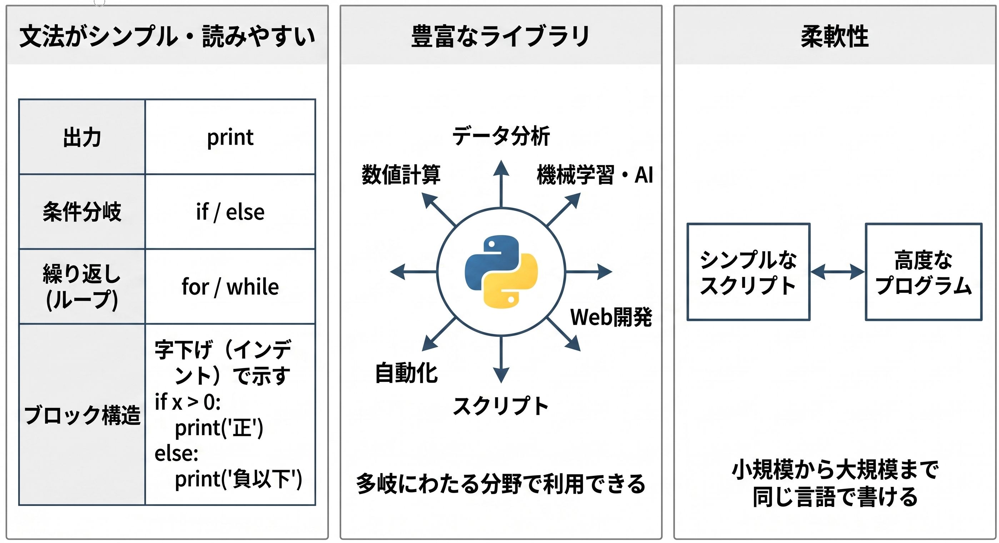 文法がシンプル・読みやすい
出力
print
条件分岐
if / else
繰り返し
(ループ)
for / while
ブロック構造
字下げ（インデ
ント）で示す
if x > 0:
print('正')
else:
print('負以下')
豊富なライブラリ
データ分析
数値計算
機械学習・AI
Web開発
自動化
スクリプト
多岐にわたる分野で利用できる
柔軟性
シンプルな
スクリプト
高度な
プログラム
小規模から大規模まで
同じ言語で書ける